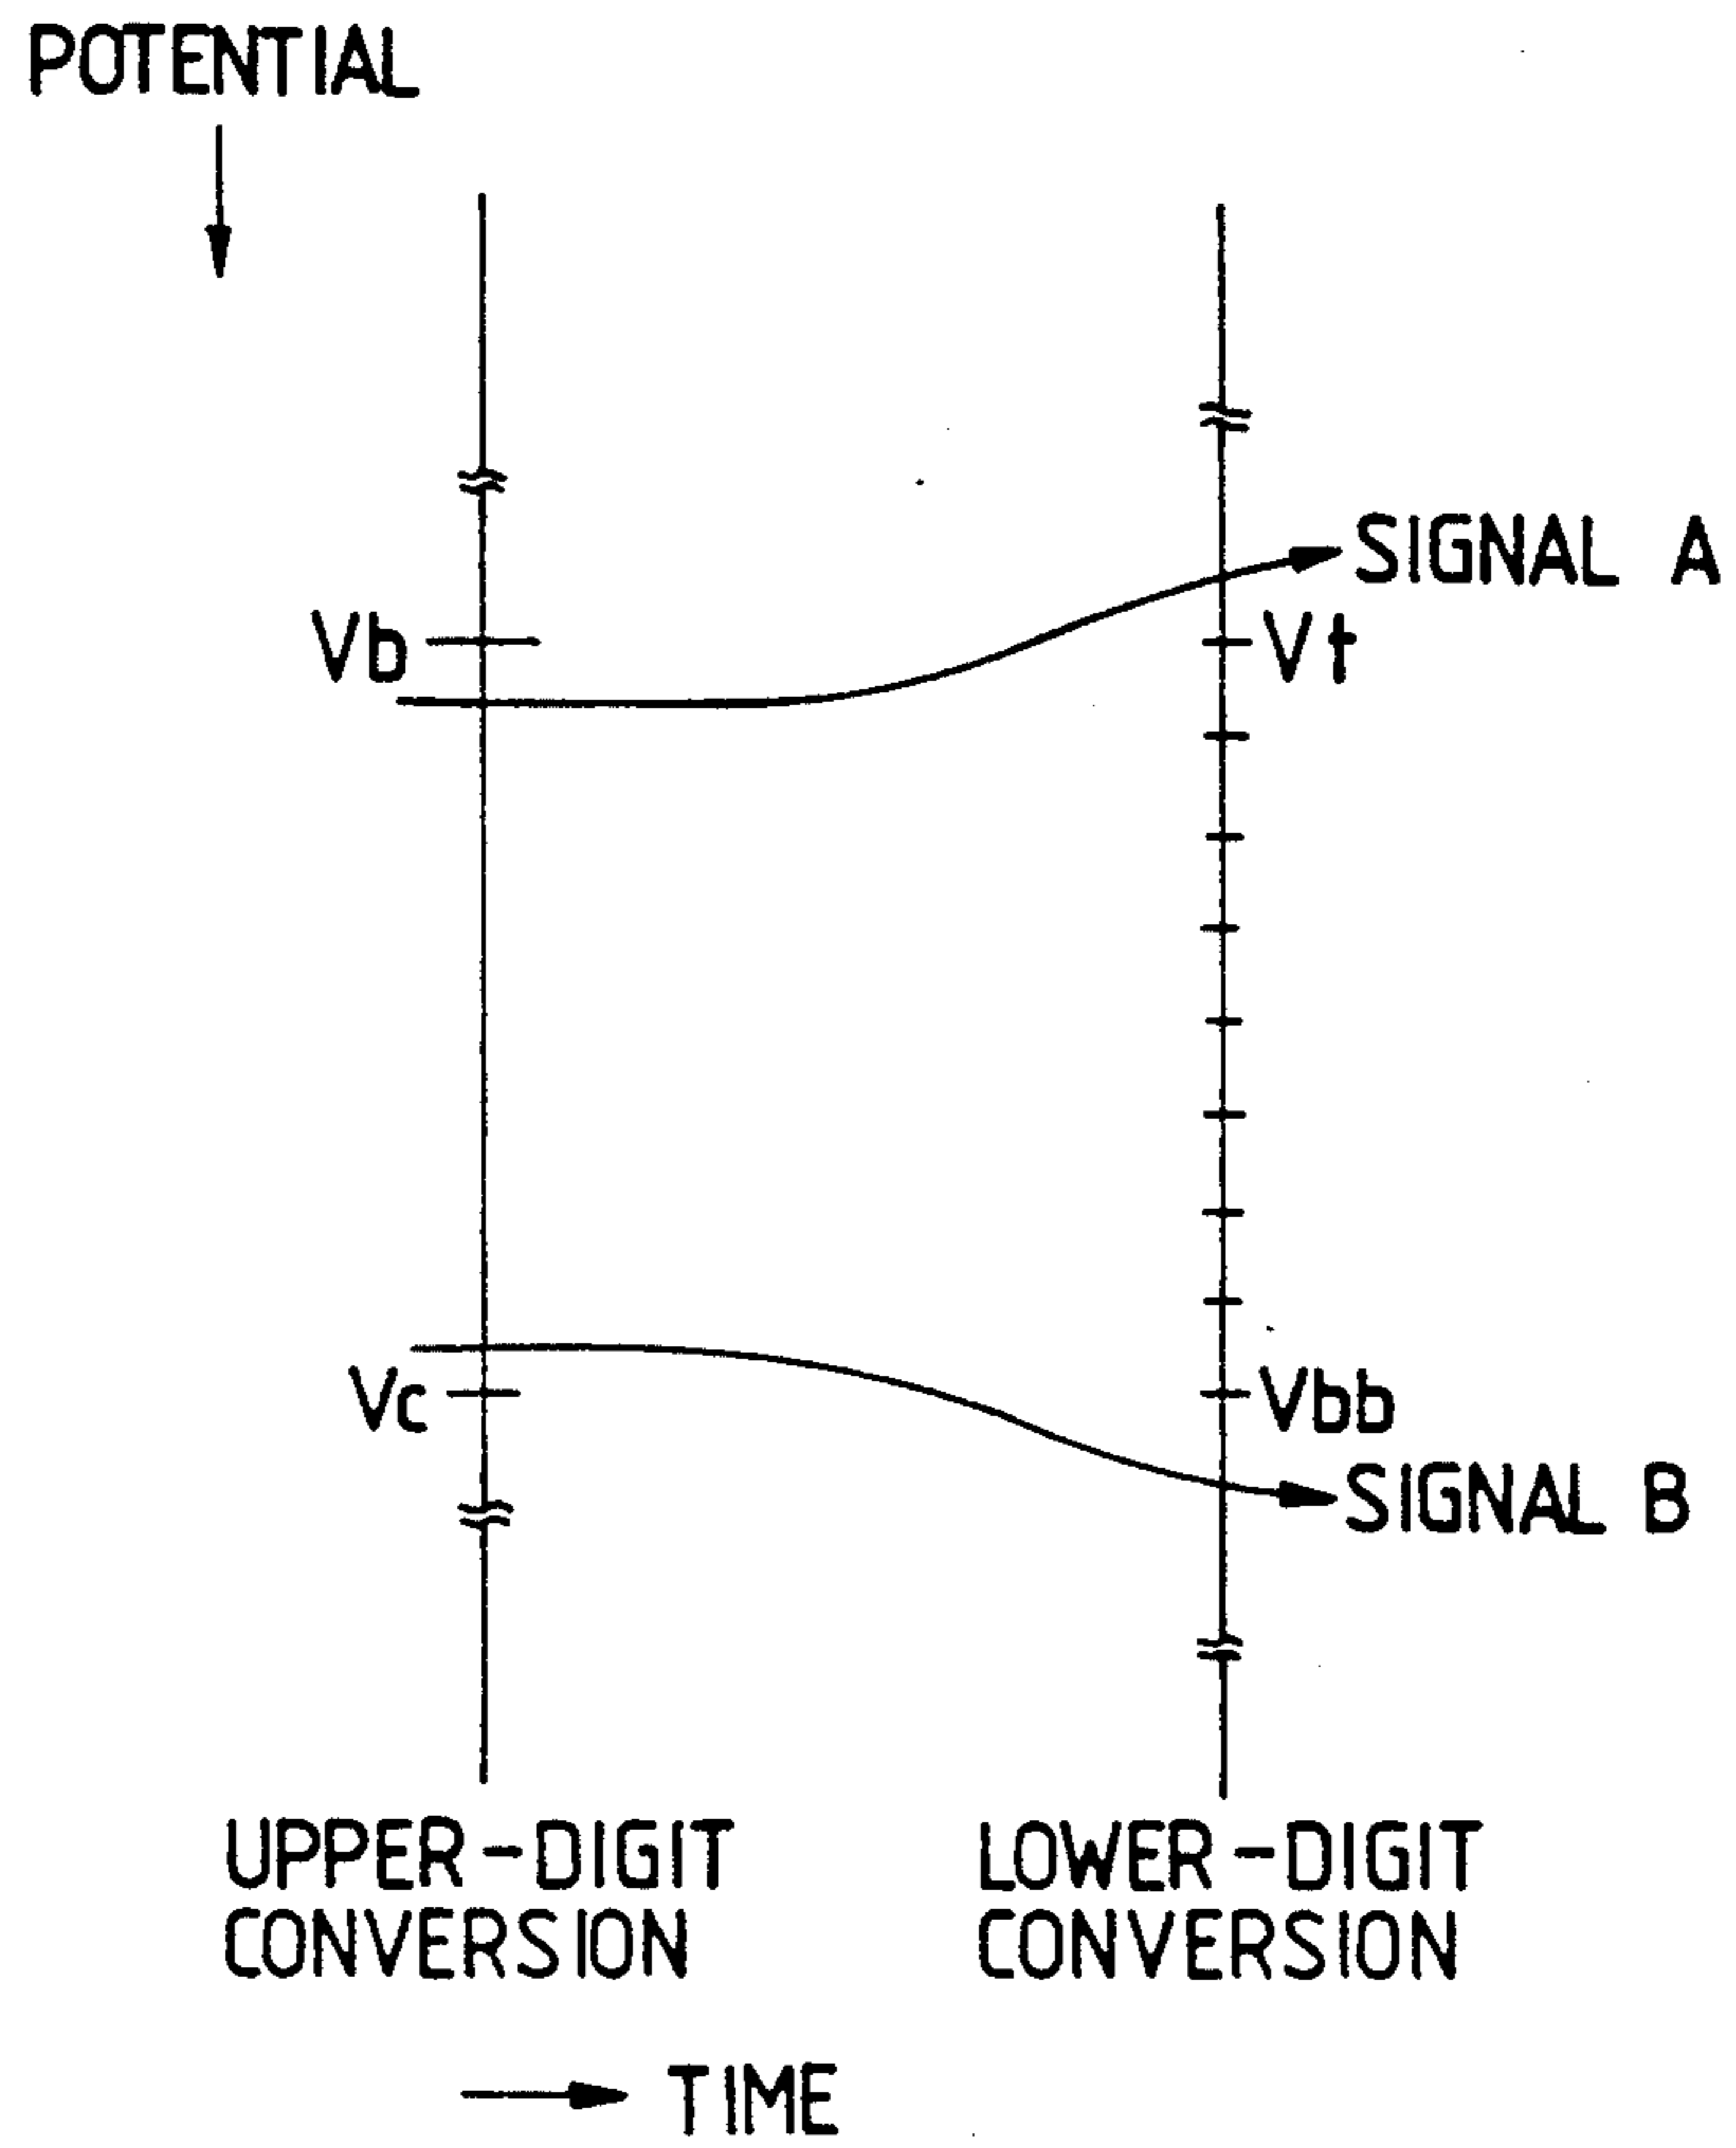 POTENTIAL
SIGNAL A
Vb
Vt
Vc
Vbb
SIGNAL B
UPPER-DIGIT
CONVERSION
LOWER-DIGIT
CONVERSION
TIME